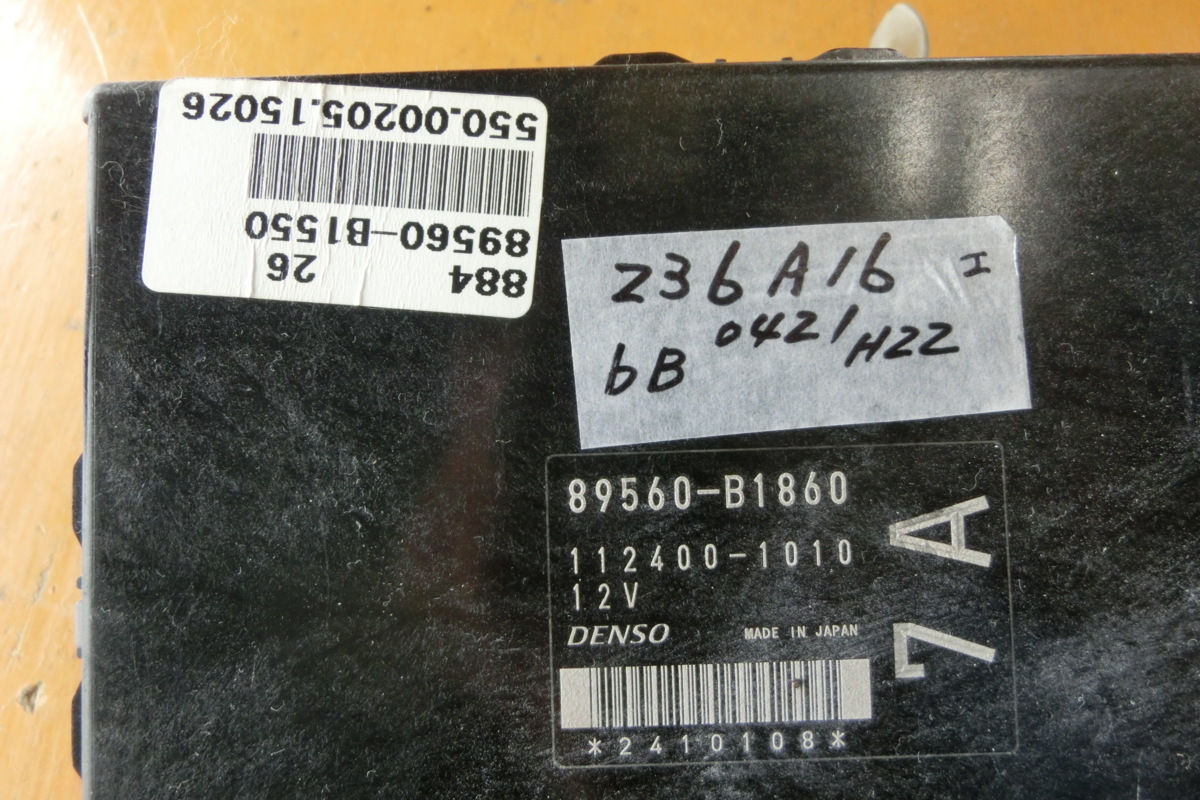 550.00205.15026
89560-B1550
884 26
Z36A16 エ
0421/H22
bB
89560-B1860
112400-1010
12V
DENSO MADE IN JAPAN
*2410108*
7A